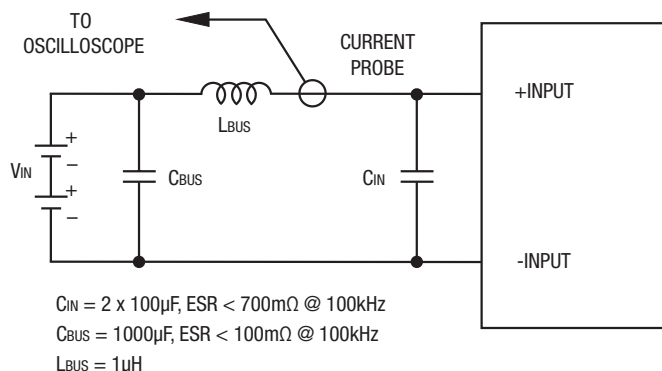 TO
OSCILLOSCOPE
CURRENT
PROBE
+INPUT
LBUS
+
VIN
−
+
−
CBUS
CIN
-INPUT
CIN = 2 x 100µF, ESR < 700mΩ @ 100kHz
CBUS = 1000µF, ESR < 100mΩ @ 100kHz
LBUS = 1µH